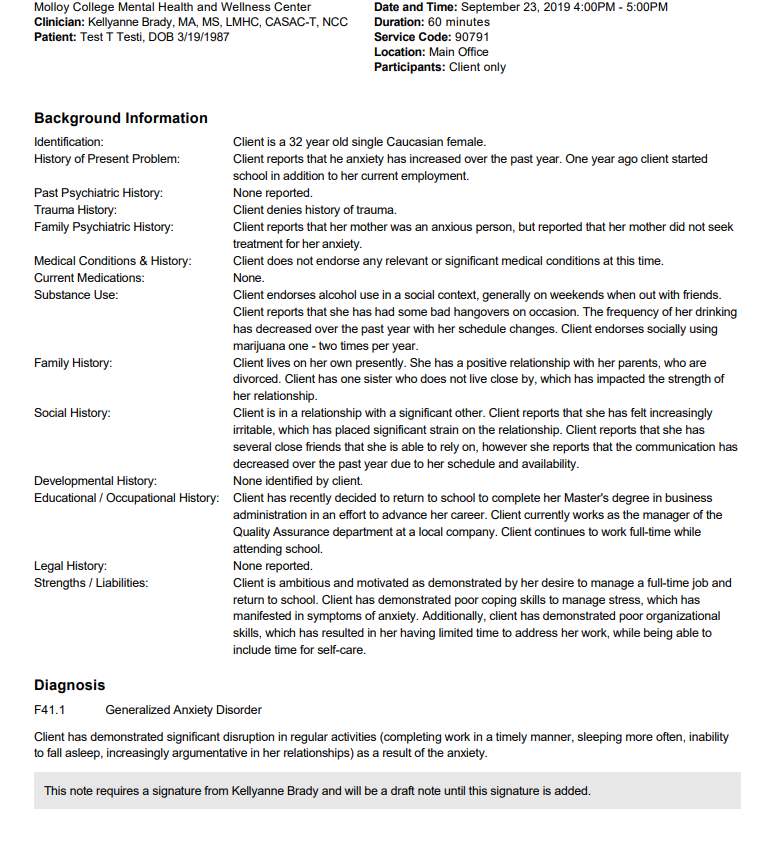 Molloy College Mental Health and Wellness Center
Clinician: Kellyanne Brady, MA, MS, LMHC, CASAC-T, NCC
Patient: Test T Testi, DOB 3/19/1987
Date and Time: September 23, 2019 4:00PM - 5:00PM
Duration: 60 minutes
Service Code: 90791
Location: Main Office
Participants: Client only
Background Information
Identification: Client is a 32 year old single Caucasian female.
History of Present Problem: Client reports that he anxiety has increased over the past year. One year ago client started
school in addition to her current employment.
Past Psychiatric History: None reported.
Trauma History: Client denies history of trauma.
Family Psychiatric History: Client reports that her mother was an anxious person, but reported that her mother did not seek
treatment for her anxiety.
Medical Conditions & History: Client does not endorse any relevant or significant medical conditions at this time.
Current Medications: None.
Substance Use: Client endorses alcohol use in a social context, generally on weekends when out with friends.
Client reports that she has had some bad hangovers on occasion. The frequency of her drinking
has decreased over the past year with her schedule changes. Client endorses socially using
marijuana one - two times per year.
Family History: Client lives on her own presently. She has a positive relationship with her parents, who are
divorced. Client has one sister who does not live close by, which has impacted the strength of
her relationship.
Social History: Client is in a relationship with a significant other. Client reports that she has felt increasingly
irritable, which has placed significant strain on the relationship. Client reports that she has
several close friends that she is able to rely on, however she reports that the communication has
decreased over the past year due to her schedule and availability.
Developmental History: None identified by client.
Educational / Occupational History: Client has recently decided to return to school to complete her Master's degree in business
administration in an effort to advance her career. Client currently works as the manager of the
Quality Assurance department at a local company. Client continues to work full-time while
attending school.
Legal History: None reported.
Strengths / Liabilities: Client is ambitious and motivated as demonstrated by her desire to manage a full-time job and
return to school. Client has demonstrated poor coping skills to manage stress, which has
manifested in symptoms of anxiety. Additionally, client has demonstrated poor organizational
skills, which has resulted in her having limited time to address her work, while being able to
include time for self-care.
Diagnosis
F41.1 Generalized Anxiety Disorder
Client has demonstrated significant disruption in regular activities (completing work in a timely manner, sleeping more often, inability
to fall asleep, increasingly argumentative in her relationships) as a result of the anxiety.
This note requires a signature from Kellyanne Brady and will be a draft note until this signature is added.